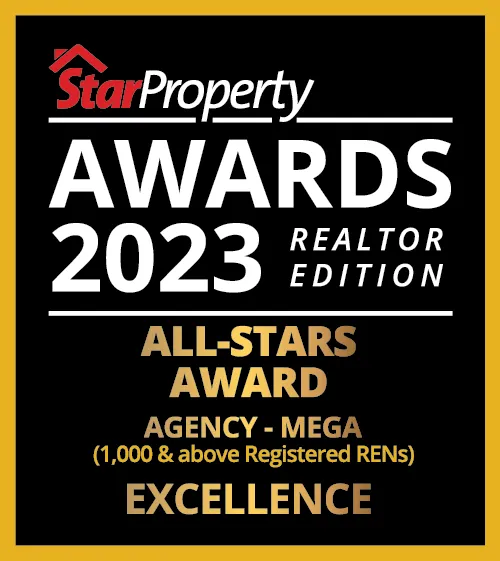 StarProperty
AWARDS
2023 REALTOR
EDITION
ALL-STARS
AWARD
AGENCY - MEGA
(1,000 & above Registered RENs)
EXCELLENCE